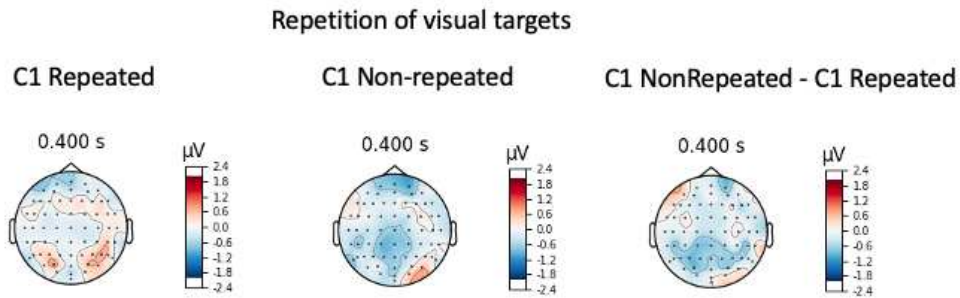 Repetition of visual targets
C1 Repeated
C1 Non-repeated
C1 NonRepeated - C1 Repeated
0.400 s
µV
2.4
1.8
1.2
0.6
0.0
-0.6
-1.2
-1.8
-2.4
0.400 s
µV
2.4
1.8
1.2
0.6
0.0
-0.6
-1.2
-1.8
-2.4
0.400 s
µV
2.4
1.8
1.2
0.6
0.0
-0.6
-1.2
-1.8
-2.4